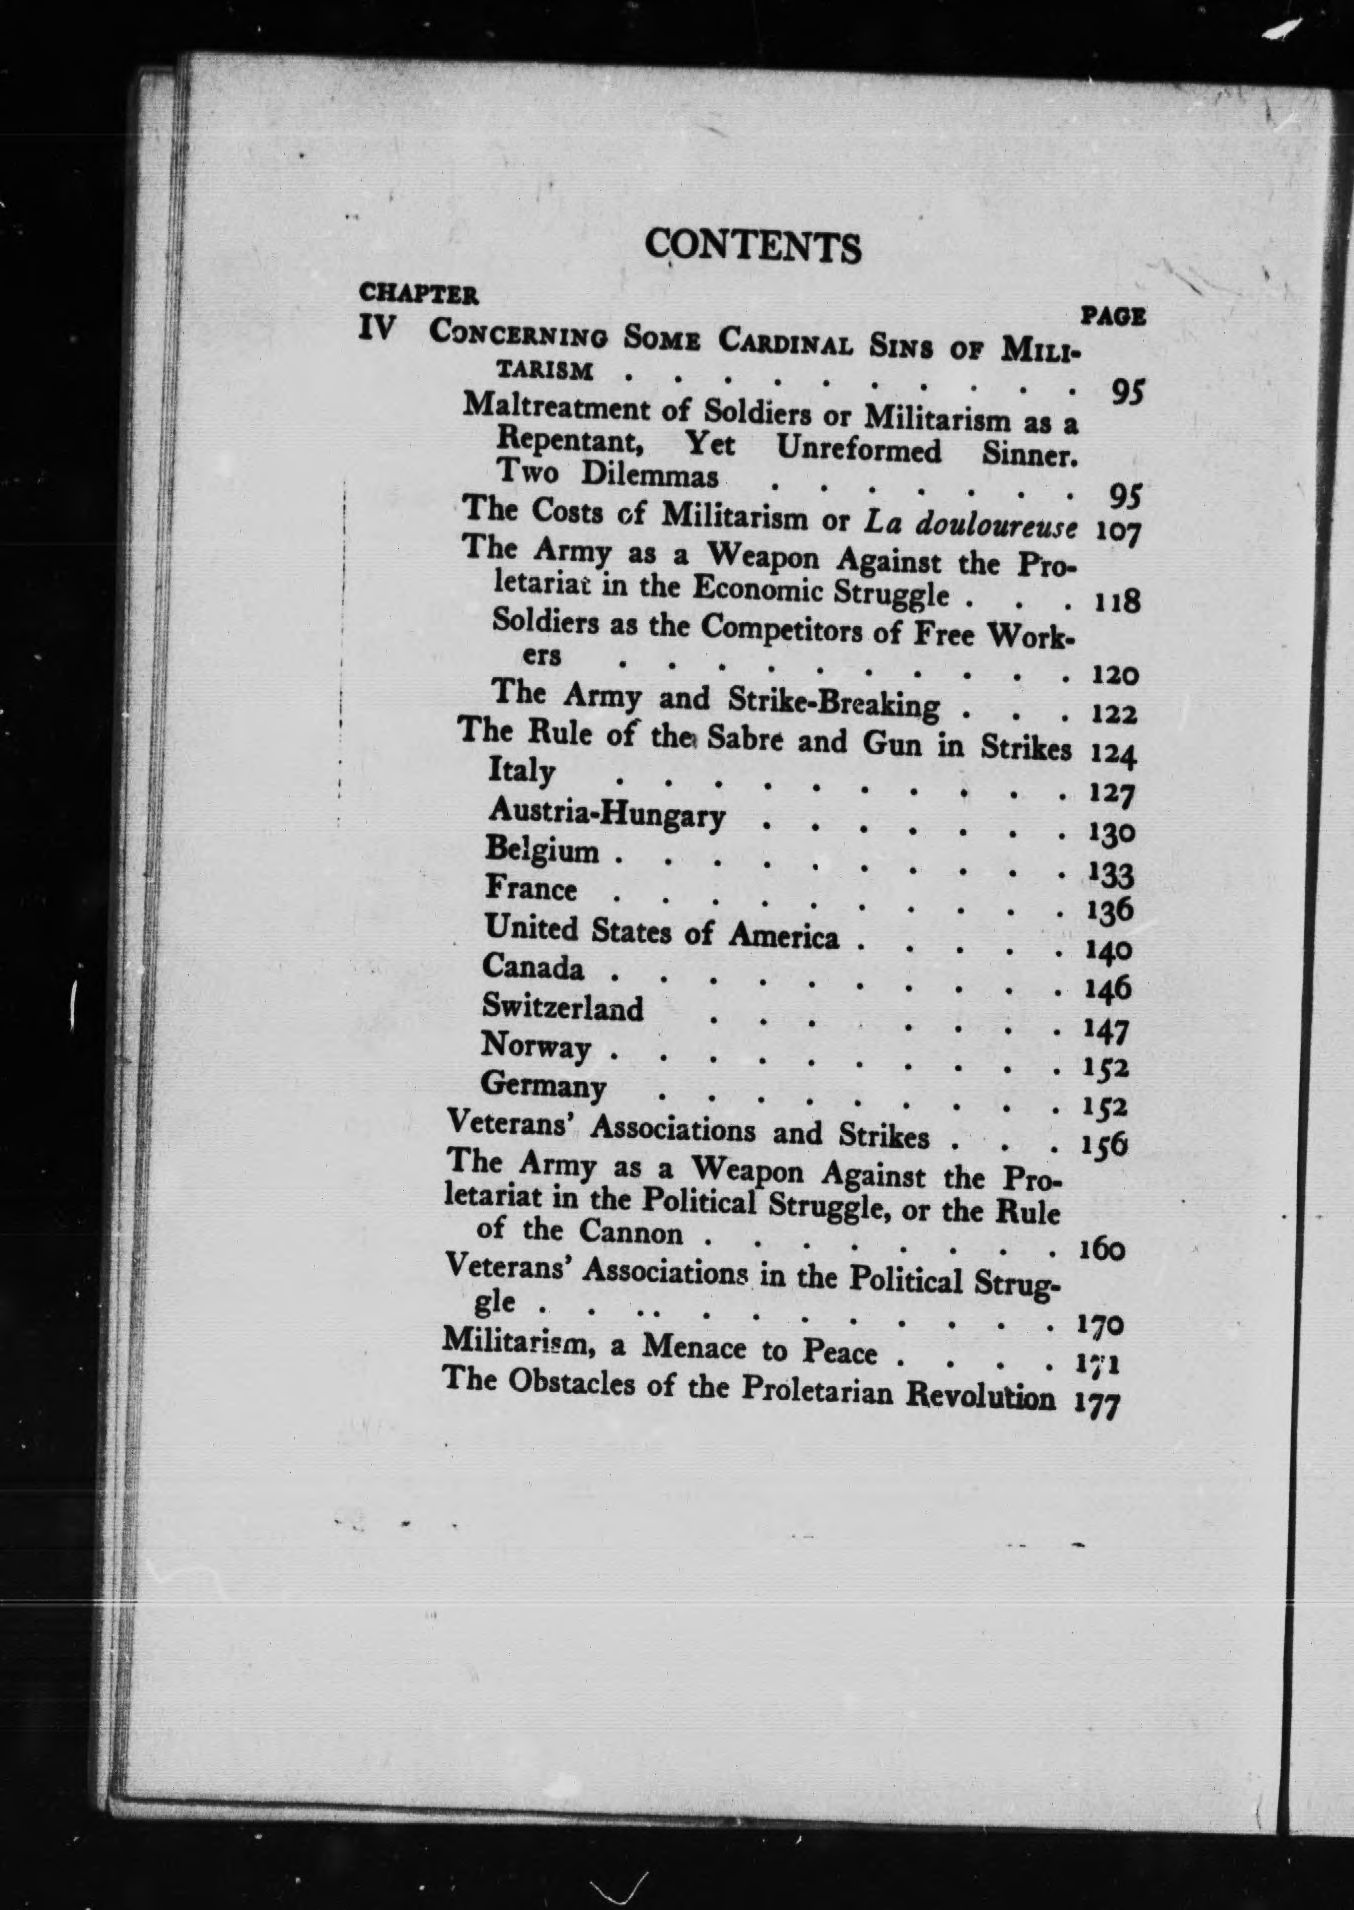 CONTENTS
CHAPTER
PAGE
IV CONCERNING SOME CARDINAL SINS OF MILI-
TARISM . . . . . . . . . . 95
Maltreatment of Soldiers or Militarism as a
Repentant, Yet Unreformed Sinner.
Two Dilemmas . . . . . . . 95
The Costs of Militarism or La douloureuse 107
The Army as a Weapon Against the Pro-
letariat in the Economic Struggle . . . 118
Soldiers as the Competitors of Free Work-
ers . . . . . . . . . . 120
The Army and Strike-Breaking . . . 122
The Rule of the Sabre and Gun in Strikes 124
Italy . . . . . . . . . . 127
Austria-Hungary . . . . . . . 130
Belgium . . . . . . . . . . 133
France . . . . . . . . . . 136
United States of America . . . . . 140
Canada . . . . . . . . . . 146
Switzerland . . . . . . . . 147
Norway . . . . . . . . . . 152
Germany . . . . . . . . . 152
Veterans' Associations and Strikes . . . 156
The Army as a Weapon Against the Pro-
letariat in the Political Struggle, or the Rule
of the Cannon . . . . . . . . 160
Veterans' Associations in the Political Strug-
gle . . . . . . . . . . . . 170
Militarism, a Menace to Peace . . . . 171
The Obstacles of the Proletarian Revolution 177